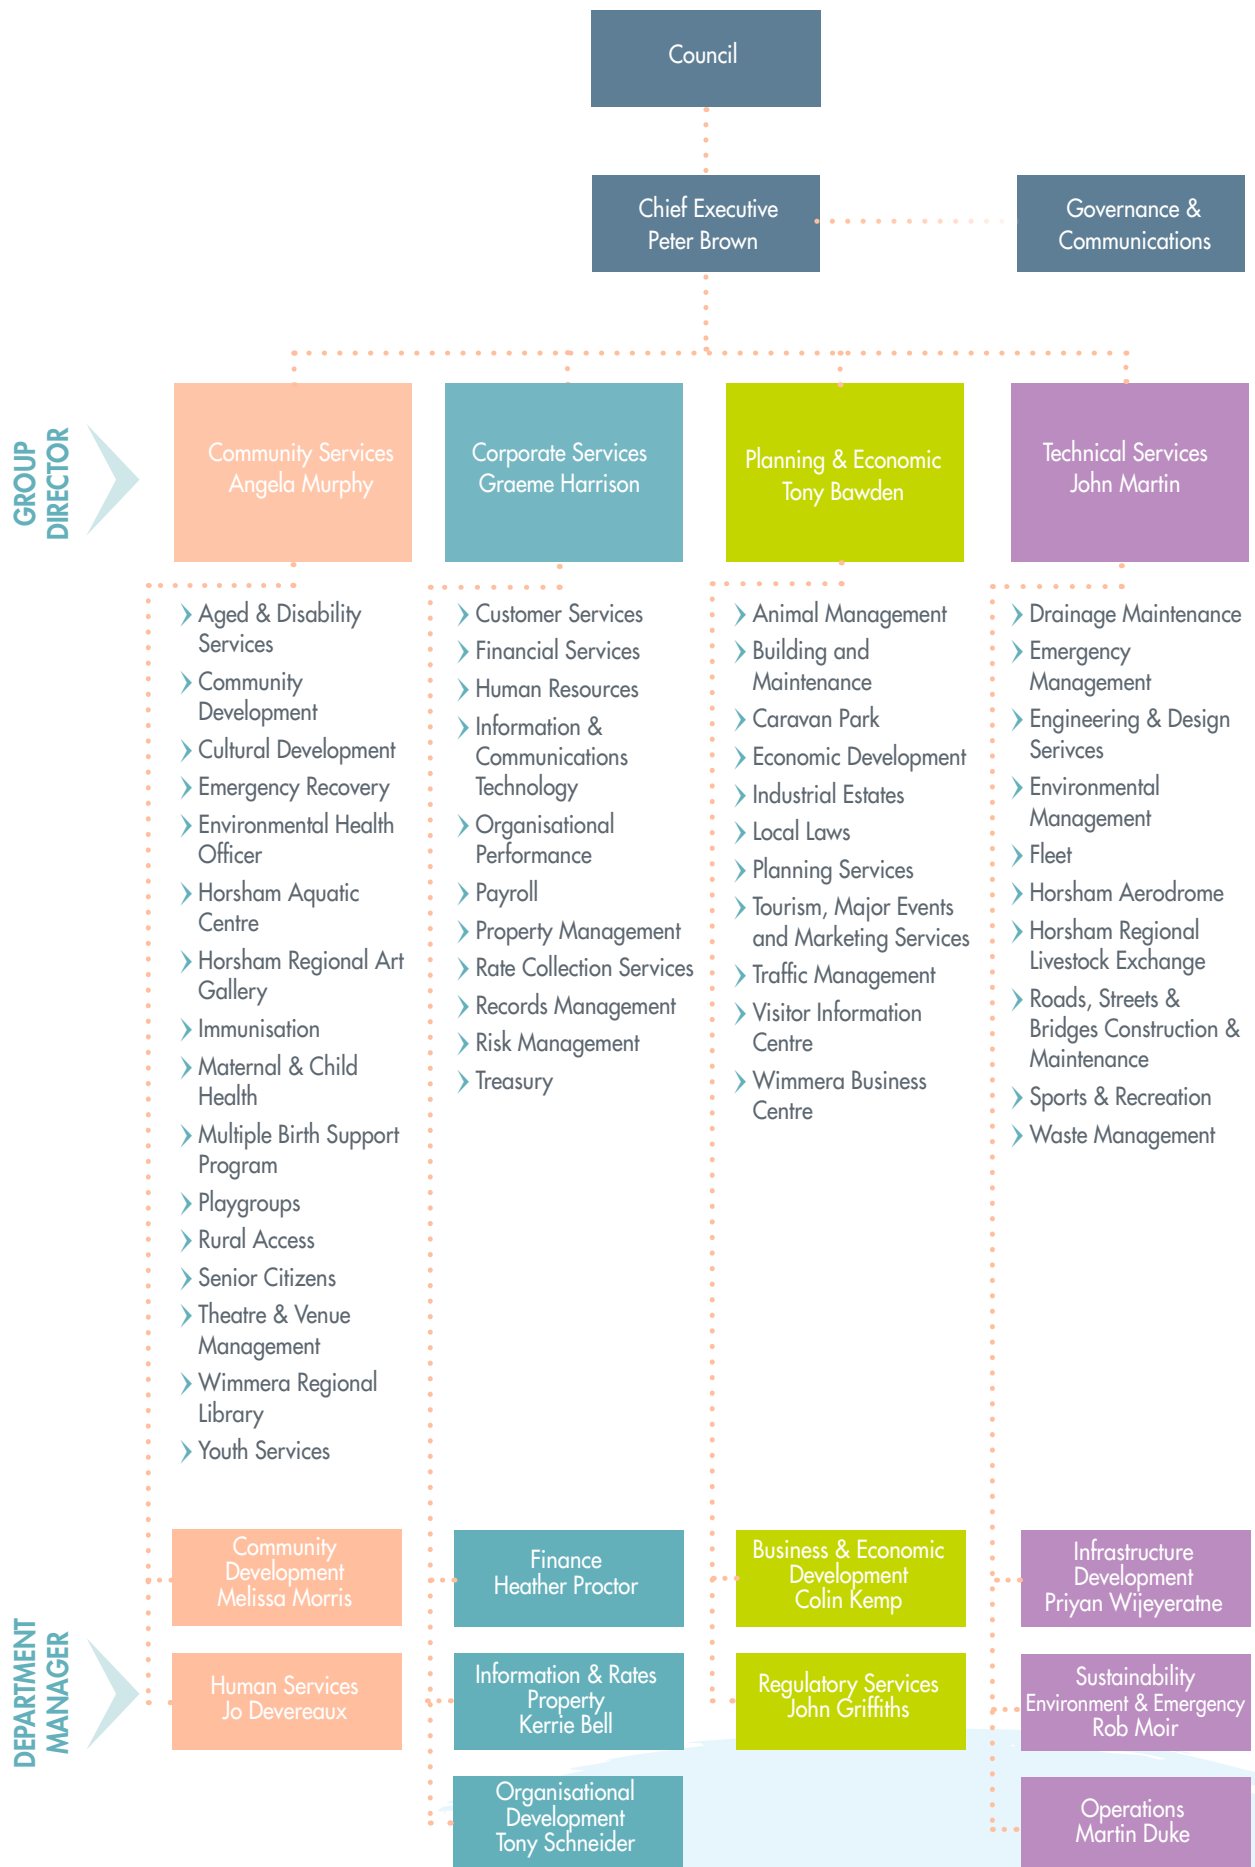 Council
Chief Executive
Peter Brown
Governance &
Communications
GROUP
DIRECTOR
Community Services
Angela Murphy
Corporate Services
Graeme Harrison
Planning & Economic
Tony Bawden
Technical Services
John Martin
Aged & Disability
Services
Community
Development
Cultural Development
Emergency Recovery
Environmental Health
Officer
Horsham Aquatic
Centre
Horsham Regional Art
Gallery
Immunisation
Maternal & Child
Health
Multiple Birth Support
Program
Playgroups
Rural Access
Senior Citizens
Theatre & Venue
Management
Wimmera Regional
Library
Youth Services
Customer Services
Financial Services
Human Resources
Information &
Communications
Technology
Organisational
Performance
Payroll
Property Management
Rate Collection Services
Records Management
Risk Management
Treasury
Animal Management
Building and
Maintenance
Caravan Park
Economic Development
Industrial Estates
Local Laws
Planning Services
Tourism, Major Events
and Marketing Services
Traffic Management
Visitor Information
Centre
Wimmera Business
Centre
Drainage Maintenance
Emergency
Management
Engineering & Design
Serivces
Environmental
Management
Fleet
Horsham Aerodrome
Horsham Regional
Livestock Exchange
Roads, Streets &
Bridges Construction &
Maintenance
Sports & Recreation
Waste Management
DEPARTMENT
MANAGER
Community
Development
Melissa Morris
Human Services
Jo Devereaux
Finance
Heather Proctor
Information & Rates
Property
Kerrie Bell
Organisational
Development
Tony Schneider
Business & Economic
Development
Colin Kemp
Regulatory Services
John Griffiths
Infrastructure
Development
Priyan Wijeyeratne
Sustainability
Environment & Emergency
Rob Moir
Operations
Martin Duke